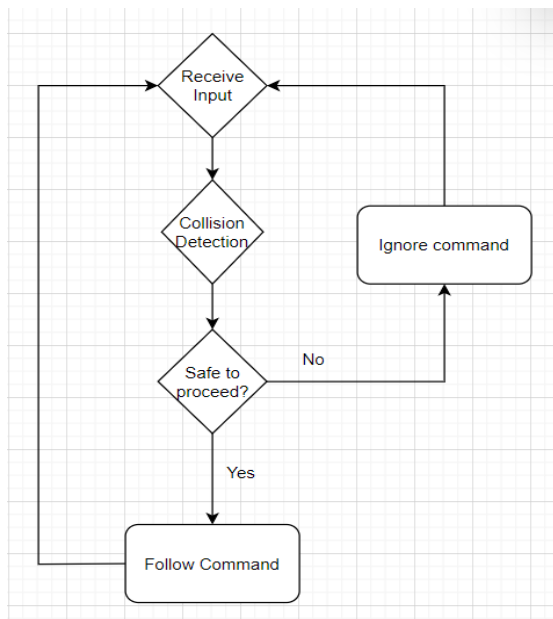 Receive
Input
Collision
Detection
Ignore command
Safe to
proceed?
No
Yes
Follow Command